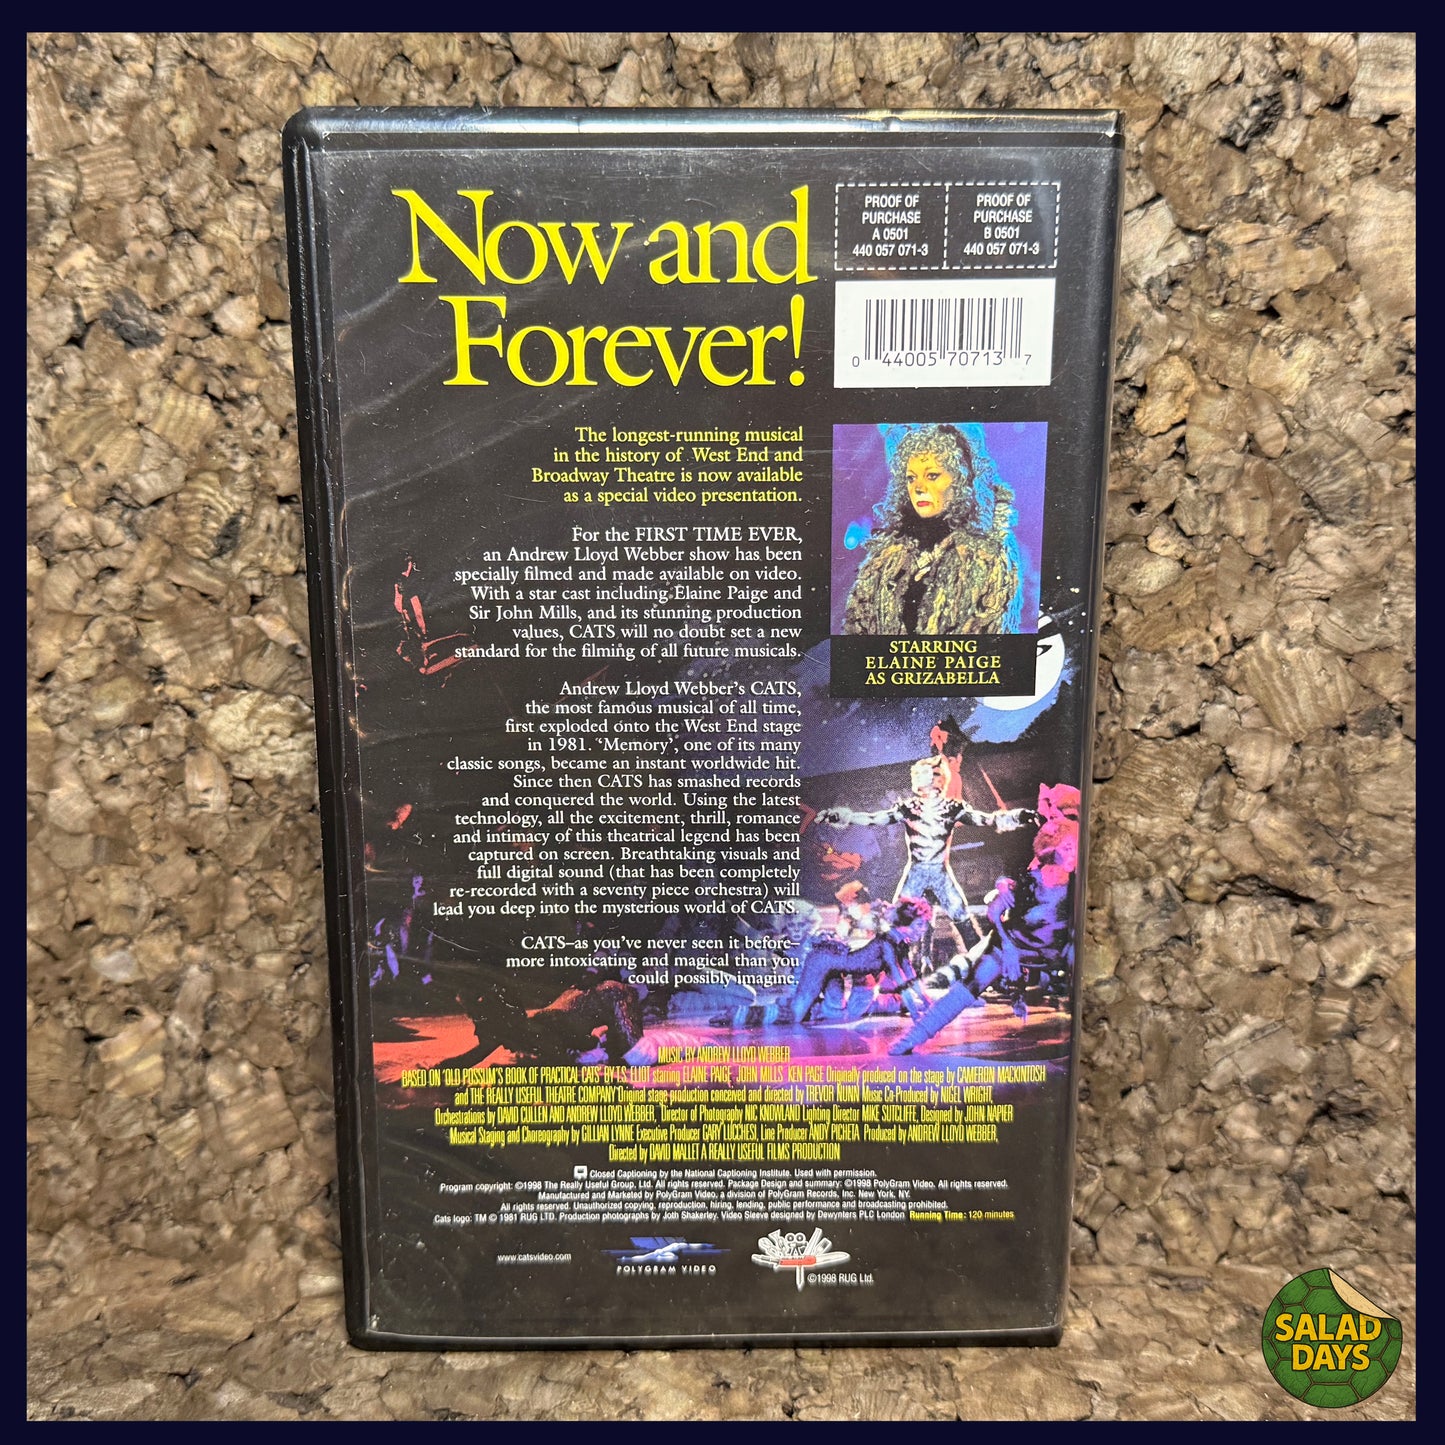 Now and
Forever!
PROOF OF
PURCHASE
A 0501
440 057 071-3
PROOF OF
PURCHASE
B 0501
440 057 071-3
0 44005 70713 7
The longest-running musical
in the history of West End and
Broadway Theatre is now available
as a special video presentation.
For the FIRST TIME EVER,
an Andrew Lloyd Webber show has been
specially filmed and made available on video.
With a star cast including Elaine Paige and
Sir John Mills, and its stunning production
values, CATS will no doubt set a new
standard for the filming of all future musicals.
STARRING
ELAINE PAIGE
AS GRIZABELLA
Andrew Lloyd Webber's CATS,
the most famous musical of all time,
first exploded onto the West End stage
in 1981. 'Memory', one of its many
classic songs, became an instant worldwide hit.
Since then CATS has smashed records
and conquered the world. Using the latest
technology, all the excitement, thrill, romance
and intimacy of this theatrical legend has been
captured on screen. Breathtaking visuals and
full digital sound (that has been completely
re-recorded with a seventy piece orchestra) will
lead you deep into the mysterious world of CATS.
CATS–as you've never seen it before–
more intoxicating and magical than you
could possibly imagine.
MUSIC BY ANDREW LLOYD WEBBER
BASED ON 'OLD POSSUM'S BOOK OF PRACTICAL CATS' BY T.S. ELIOT starring ELAINE PAIGE, JOHN MILLS, KEN PAGE Originally produced on the stage by CAMERON MACKINTOSH
and THE REALLY USEFUL THEATRE COMPANY Original stage production conceived and directed by TREVOR NUNN Music Co-Produced by NIGEL WRIGHT,
Orchestrations by DAVID CULLEN AND ANDREW LLOYD WEBBER, Director of Photography NIC KNOWLAND Lighting Director MIKE SUTCLIFFE, Designed by JOHN NAPIER
Musical Staging and Choreography by GILLIAN LYNNE Executive Producer GARY LUCCHESI, Line Producer ANDY PICHETA Produced by ANDREW LLOYD WEBBER,
Directed by DAVID MALLET A REALLY USEFUL FILMS PRODUCTION
Closed Captioning by the National Captioning Institute. Used with permission.
Program copyright: ©1998 The Really Useful Group, Ltd. All rights reserved. Package Design and summary: ©1998 PolyGram Video. All rights reserved.
Manufactured and Marketed by PolyGram Video, a division of PolyGram Records, Inc. New York, NY.
All rights reserved. Unauthorized copying, reproduction, hiring, lending, public performance and broadcasting prohibited.
Cats logo: TM © 1981 RUG LTD. Production photographs by Joth Shakerley. Video Sleeve designed by Dewynters PLC London Running Time: 120 minutes
www.catsvideo.com
POLYGRAM VIDEO
©1998 RUG Ltd.
SALAD
DAYS